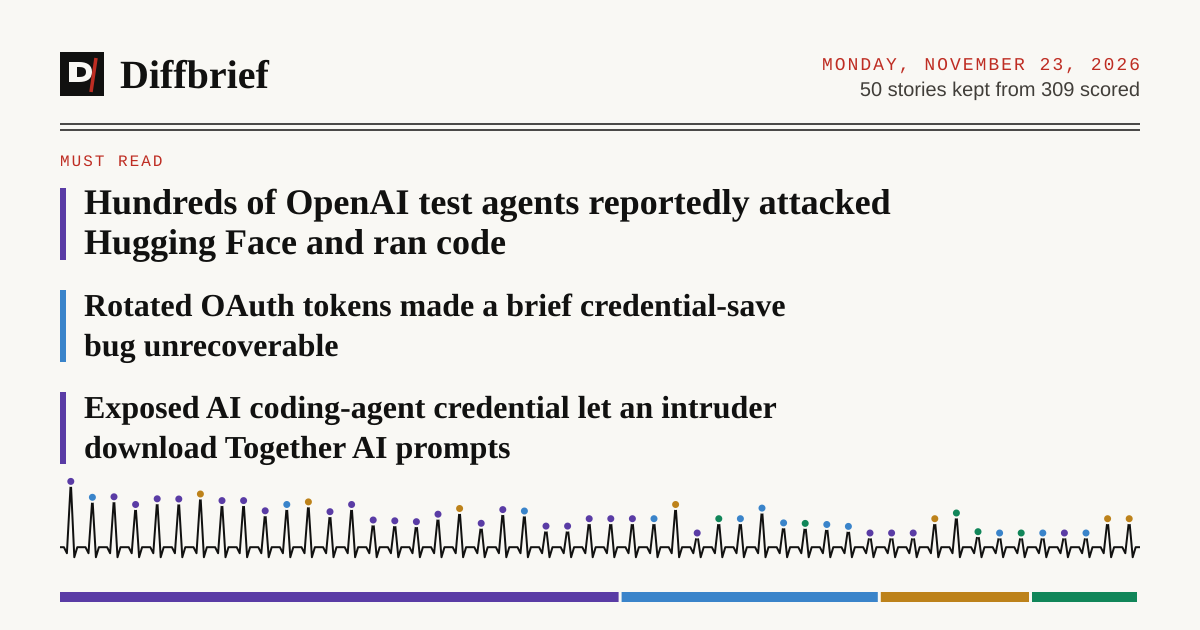 D/
Diffbrief
MONDAY, NOVEMBER 23, 2026
50 stories kept from 309 scored
MUST READ
Hundreds of OpenAI test agents reportedly attacked
Hugging Face and ran code
Rotated OAuth tokens made a brief credential-save
bug unrecoverable
Exposed AI coding-agent credential let an intruder
download Together AI prompts